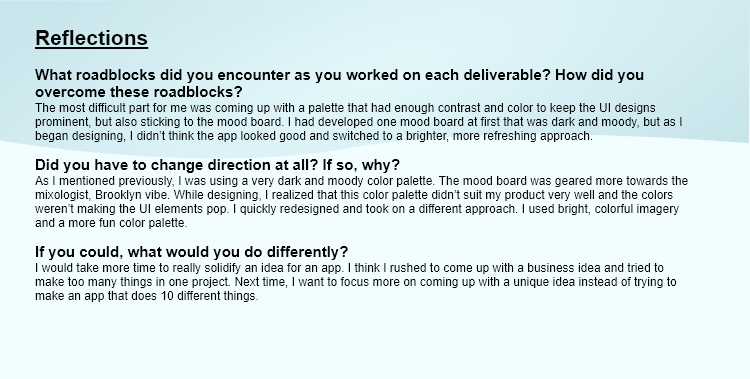 Reflections
What roadblocks did you encounter as you worked on each deliverable? How did you
overcome these roadblocks?
The most difficult part for me was coming up with a palette that had enough contrast and color to keep the UI designs
prominent, but also sticking to the mood board. I had developed one mood board at first that was dark and moody, but as I
began designing, I didn't think the app looked good and switched to a brighter, more refreshing approach.
Did you have to change direction at all? If so, why?
As I mentioned previously, I was using a very dark and moody color palette. The mood board was geared more towards the
mixologist, Brooklyn vibe. While designing, I realized that this color palette didn't suit my product very well and the colors
weren't making the UI elements pop. I quickly redesigned and took on a different approach. I used bright, colorful imagery
and a more fun color palette.
If you could, what would you do differently?
I would take more time to really solidify an idea for an app. I think I rushed to come up with a business idea and tried to
make too many things in one project. Next time, I want to focus more on coming up with a unique idea instead of trying to
make an app that does 10 different things.